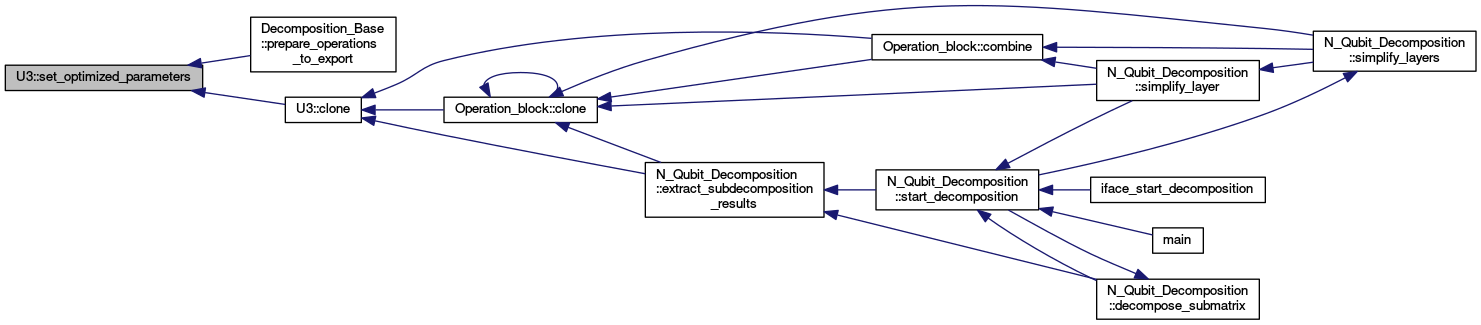 U3::set_optimized_parameters
Decomposition_Base
::prepare_operations
_to_export
U3::clone
Operation_block::clone
N_Qubit_Decomposition
::extract_subdecomposition
_results
Operation_block::combine
N_Qubit_Decomposition
::simplify_layer
N_Qubit_Decomposition
::simplify_layers
N_Qubit_Decomposition
::start_decomposition
iface_start_decomposition
main
N_Qubit_Decomposition
::decompose_submatrix